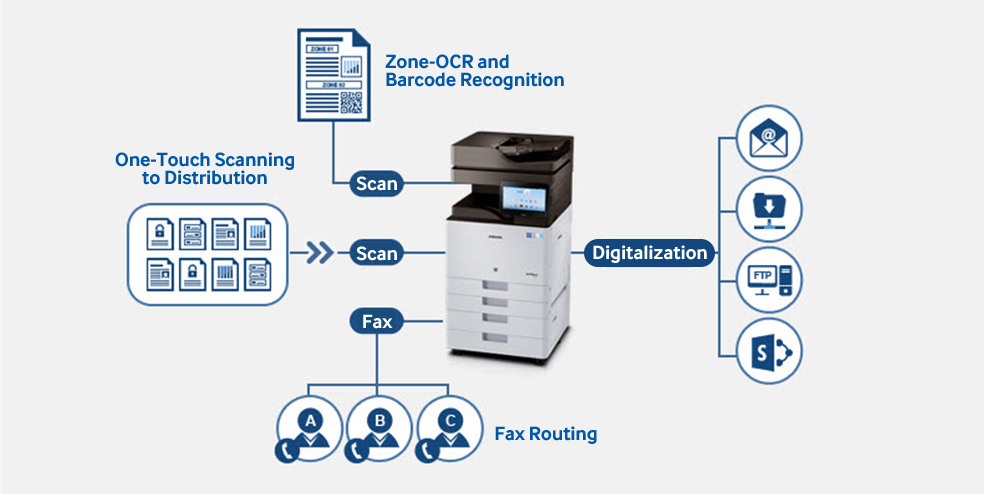 ZONE 01
ZONE 02
Zone-OCR and
Barcode Recognition
One-Touch Scanning
to Distribution
Scan
Scan
SAMSUNG
Digitalization
@
FTP
S
Fax
A
B
C
Fax Routing